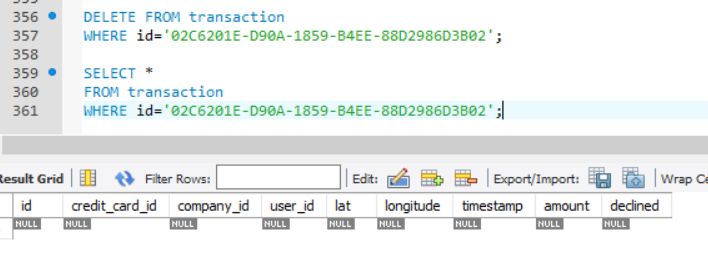 356 DELETE FROM transaction
357 WHERE id='02C6201E-D90A-1859-B4EE-88D2986D3B02';
358
359 SELECT *
360 FROM transaction
361 WHERE id='02C6201E-D90A-1859-B4EE-88D2986D3B02';
Result Grid Filter Rows: Edit: Export/Import: Wrap Ce
id credit_card_id company_id user_id lat longitude timestamp amount declined
NULL NULL NULL NULL NULL NULL NULL NULL NULL